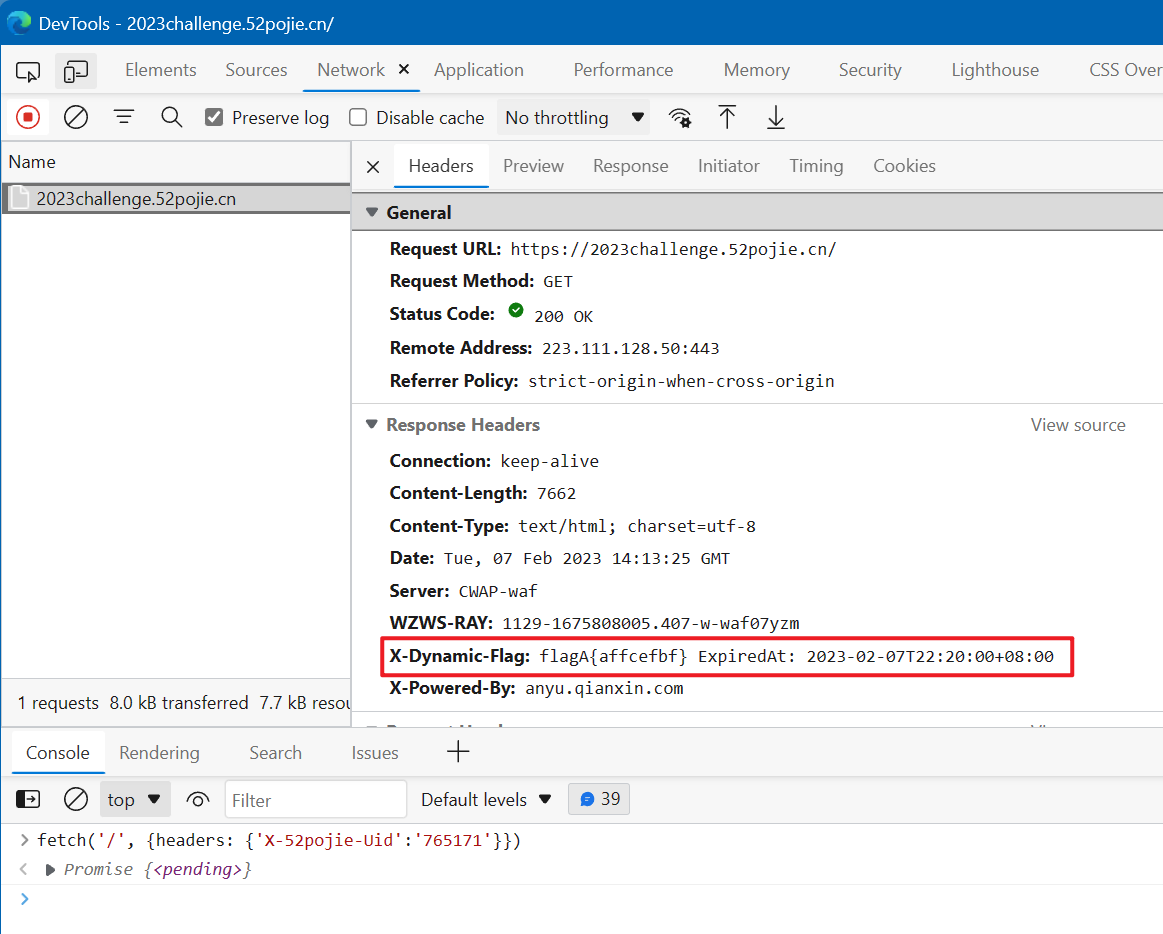 DevTools - 2023challenge.52pojie.cn/
Elements Sources Network Application Performance Memory Security Lighthouse CSS Over
Preserve log Disable cache No throttling
Name
2023challenge.52pojie.cn
1 requests 8.0 kB transferred 7.7 kB resou
Headers Preview Response Initiator Timing Cookies
General
Request URL: https://2023challenge.52pojie.cn/
Request Method: GET
Status Code: 200 OK
Remote Address: 223.111.128.50:443
Referrer Policy: strict-origin-when-cross-origin
Response Headers View source
Connection: keep-alive
Content-Length: 7662
Content-Type: text/html; charset=utf-8
Date: Tue, 07 Feb 2023 14:13:25 GMT
Server: CWAP-waf
WZWS-RAY: 1129-1675808005.407-w-waf07yzm
X-Dynamic-Flag: flagA{affcefbf} ExpiredAt: 2023-02-07T22:20:00+08:00
X-Powered-By: anyu.qianxin.com
Console Rendering Search Issues
top Filter Default levels 39
fetch('/', {headers: {'X-52pojie-Uid':'765171'}})
Promise {<pending>}